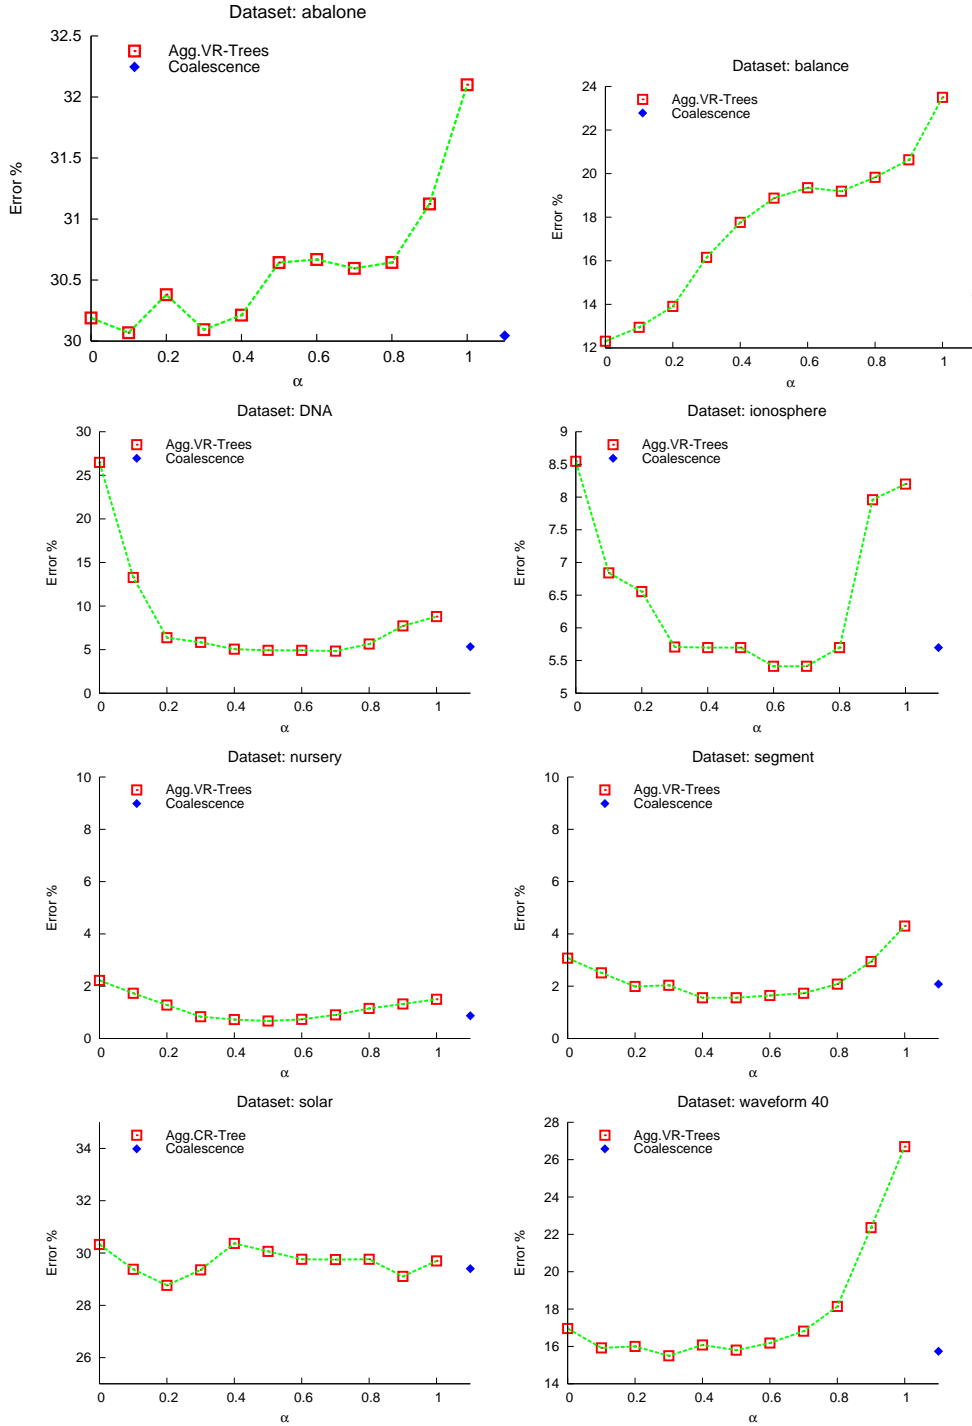 Dataset: abalone
32.5
32
31.5
31
30.5
30
Error %
Agg.VR-Trees
Coalescence
0 0.2 0.4 0.6 0.8 1
α
Dataset: balance
24
22
20
18
16
14
12
Error %
Agg.VR-Trees
Coalescence
0 0.2 0.4 0.6 0.8 1
α
Dataset: DNA
30
25
20
15
10
5
0
Error %
Agg.VR-Trees
Coalescence
0 0.2 0.4 0.6 0.8 1
α
Dataset: ionosphere
9
8.5
8
7.5
7
6.5
6
5.5
5
Error %
Agg.VR-Trees
Coalescence
0 0.2 0.4 0.6 0.8 1
α
Dataset: nursery
10
8
6
4
2
0
Error %
Agg.VR-Trees
Coalescence
0 0.2 0.4 0.6 0.8 1
α
Dataset: segment
10
8
6
4
2
0
Error %
Agg.VR-Trees
Coalescence
0 0.2 0.4 0.6 0.8 1
α
Dataset: solar
34
32
30
28
26
Error %
Agg.CR-Tree
Coalescence
0 0.2 0.4 0.6 0.8 1
α
Dataset: waveform 40
28
26
24
22
20
18
16
14
Error %
Agg.VR-Trees
Coalescence
0 0.2 0.4 0.6 0.8 1
α